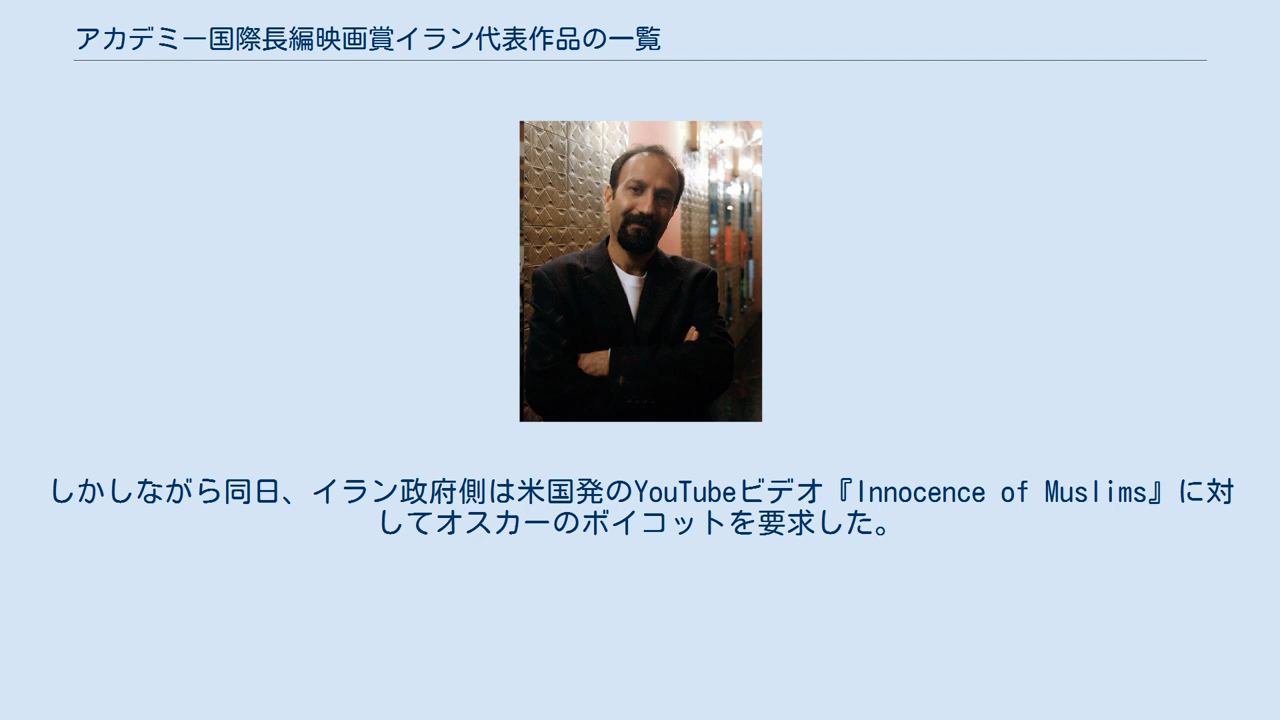 アカデミー国際長編映画賞イラン代表作品の一覧
しかしながら同日、イラン政府側は米国発のYouTubeビデオ『Innocence of Muslims』に対
してオスカーのボイコットを要求した。